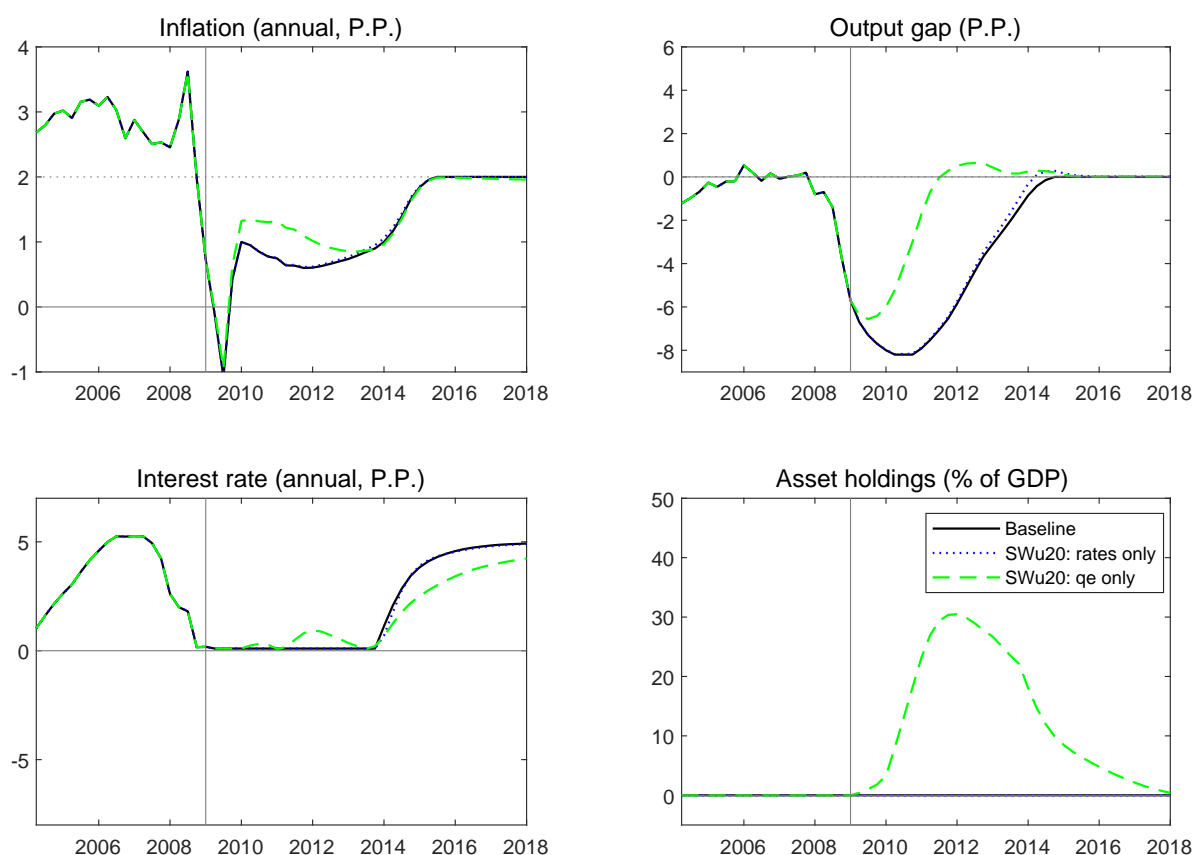 Inflation (annual, P.P.)
4
3
2
1
0
-1
2006 2008 2010 2012 2014 2016 2018
Output gap (P.P.)
6
4
2
0
-2
-4
-6
-8
2006 2008 2010 2012 2014 2016 2018
Interest rate (annual, P.P.)
5
0
-5
2006 2008 2010 2012 2014 2016 2018
Asset holdings (% of GDP)
50
40
30
20
10
0
2006 2008 2010 2012 2014 2016 2018
Baseline
SWu20: rates only
SWu20: qe only